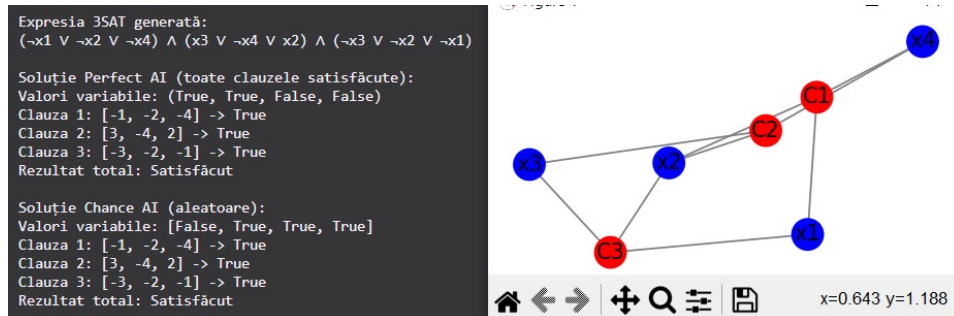 Expresia 3SAT generată:
(¬x1 V ¬x2 V ¬x4) ∧ (x3 V ¬x4 V x2) ∧ (¬x3 V ¬x2 V ¬x1)
Soluție Perfect AI (toate clauzele satisfăcute):
Valori variabile: (True, True, False, False)
Clauza 1: [-1, -2, -4] -> True
Clauza 2: [3, -4, 2] -> True
Clauza 3: [-3, -2, -1] -> True
Rezultat total: Satisfăcut
Soluție Chance AI (aleatoare):
Valori variabile: [False, True, True, True]
Clauza 1: [-1, -2, -4] -> True
Clauza 2: [3, -4, 2] -> True
Clauza 3: [-3, -2, -1] -> True
Rezultat total: Satisfăcut
x4
C1
C2
x3
x2
x1
C3
x=0.643 y=1.188